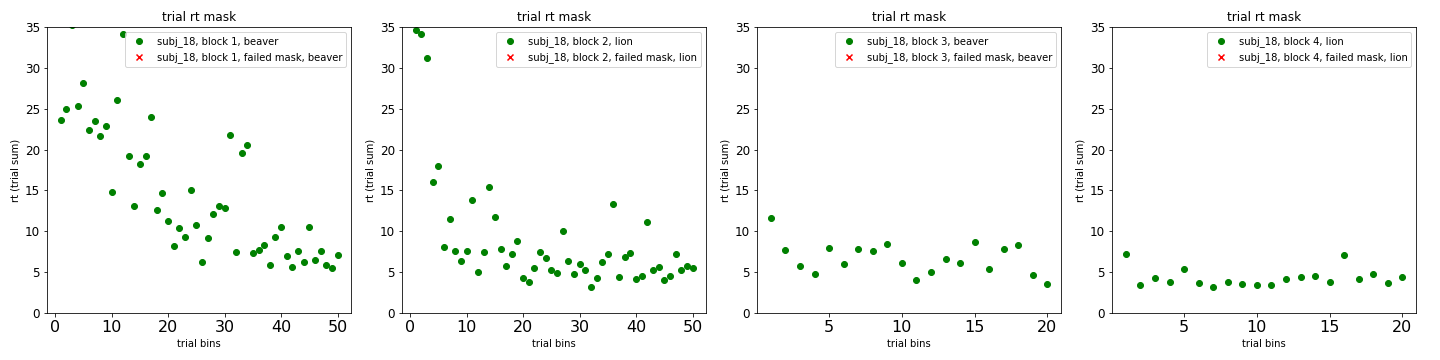 trial rt mask
subj_18, block 1, beaver
subj_18, block 1, failed mask, beaver
rt (trial sum)
35
30
25
20
15
10
5
0
0 10 20 30 40 50
trial bins
trial rt mask
subj_18, block 2, lion
subj_18, block 2, failed mask, lion
rt (trial sum)
35
30
25
20
15
10
5
0
0 10 20 30 40 50
trial bins
trial rt mask
subj_18, block 3, beaver
subj_18, block 3, failed mask, beaver
rt (trial sum)
35
30
25
20
15
10
5
0
5 10 15 20
trial bins
trial rt mask
subj_18, block 4, lion
subj_18, block 4, failed mask, lion
rt (trial sum)
35
30
25
20
15
10
5
0
5 10 15 20
trial bins